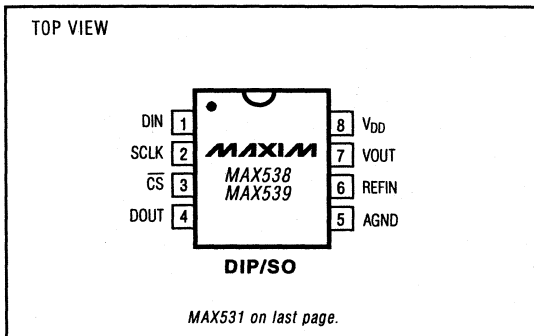 TOP VIEW
DIN 1
SCLK 2
C̅S̅ 3
DOUT 4
8 VDD
7 VOUT
6 REFIN
5 AGND
MAXIM
MAX538
MAX539
DIP/SO
MAX531 on last page.